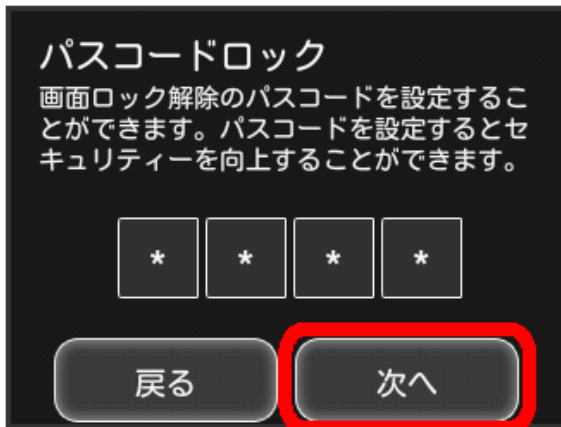 パスコードロック
画面ロック解除のパスコードを設定するこ
とができます。パスコードを設定するとセ
キュリティーを向上することができます。
* * * *
戻る 次へ